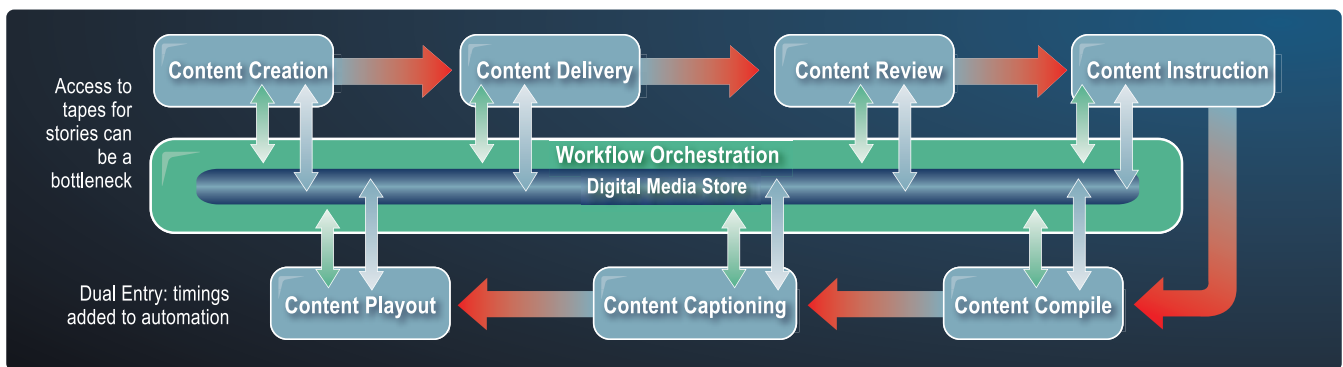 Content Creation
Content Delivery
Content Review
Content Instruction
Access to
tapes for
stories can
be a
bottleneck
Workflow Orchestration
Digital Media Store
Dual Entry: timings
added to automation
Content Playout
Content Captioning
Content Compile